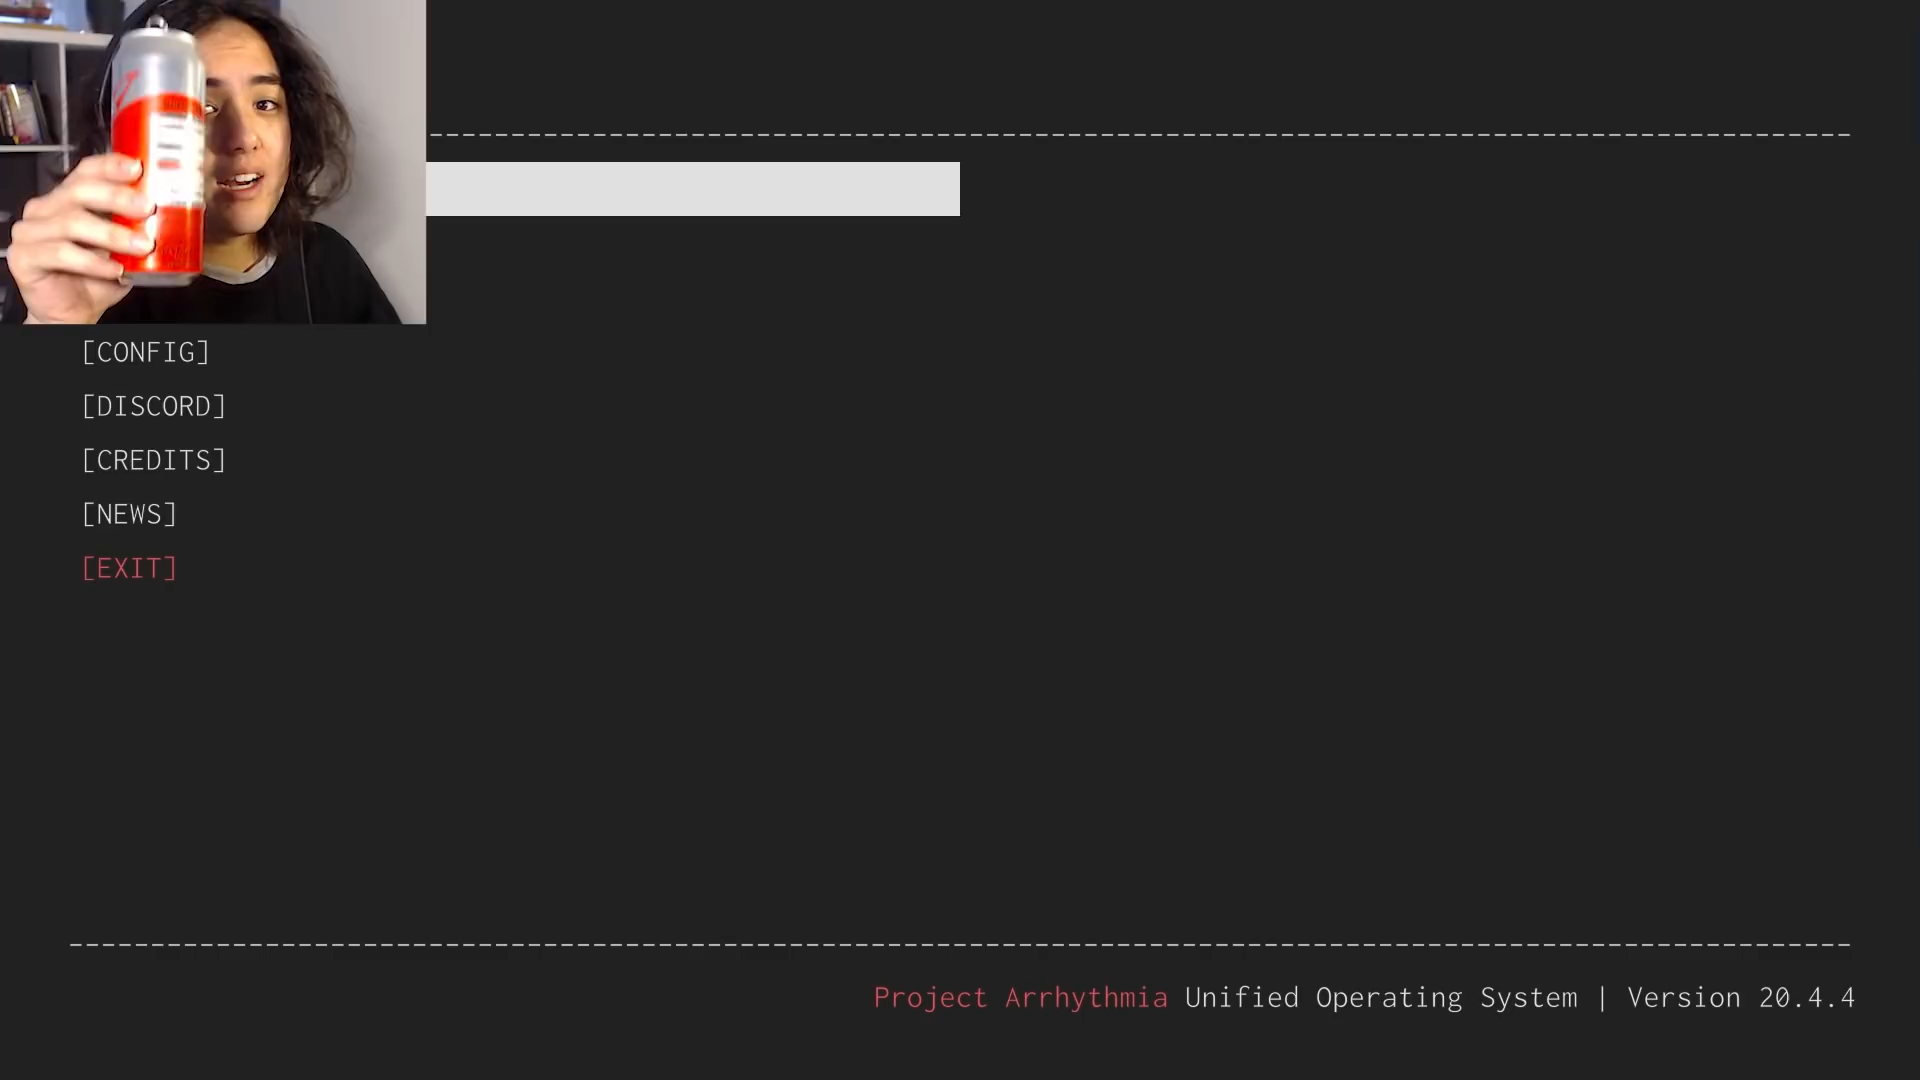 [CONFIG]
[DISCORD]
[CREDITS]
[NEWS]
[EXIT]
Project Arrhythmia Unified Operating System | Version 20.4.4